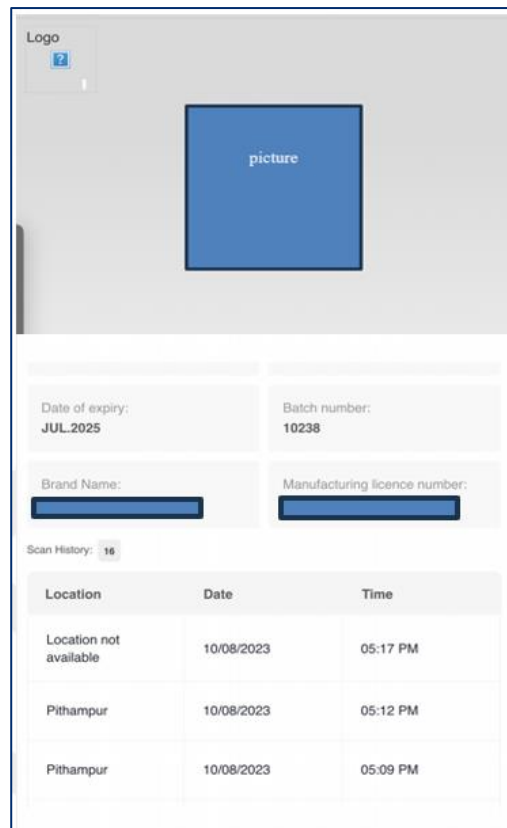 Logo
?
picture
Date of expiry:
JUL.2025
Batch number:
10238
Brand Name:
Manufacturing licence number:
Scan History: 16
Location Date Time
Location not
available
10/08/2023 05:17 PM
Pithampur 10/08/2023 05:12 PM
Pithampur 10/08/2023 05:09 PM